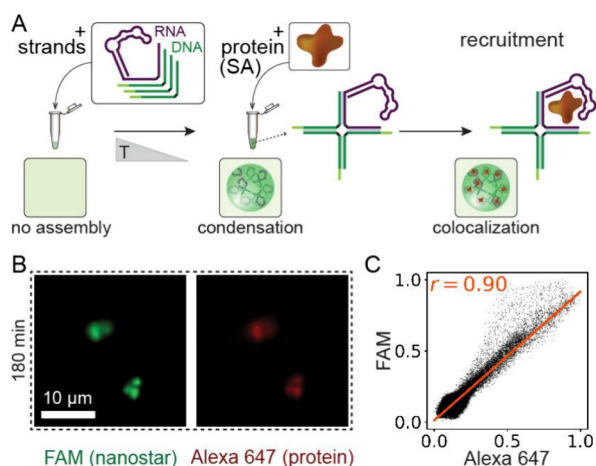 A
+
strands
RNA
DNA
+
protein
(SA)
recruitment
T
no assembly
condensation
colocalization
B
180 min
10 µm
FAM (nanostar)
Alexa 647 (protein)
C
r = 0.90
FAM
1.0
0.5
0.0
0.0
0.5
1.0
Alexa 647